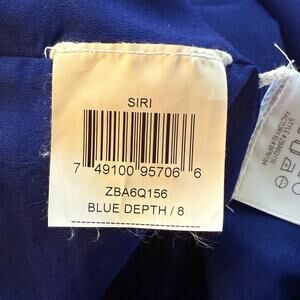 SIRI
7 49100 95706 6
ZBA6Q156
BLUE DEPTH / 8